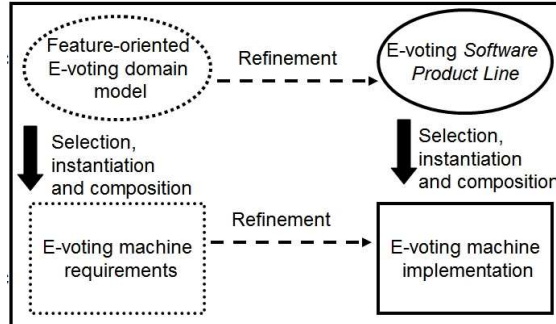 Feature-oriented
E-voting domain
model
Refinement
E-voting Software
Product Line
Selection,
instantiation
and composition
Selection,
instantiation
and composition
E-voting machine
requirements
Refinement
E-voting machine
implementation